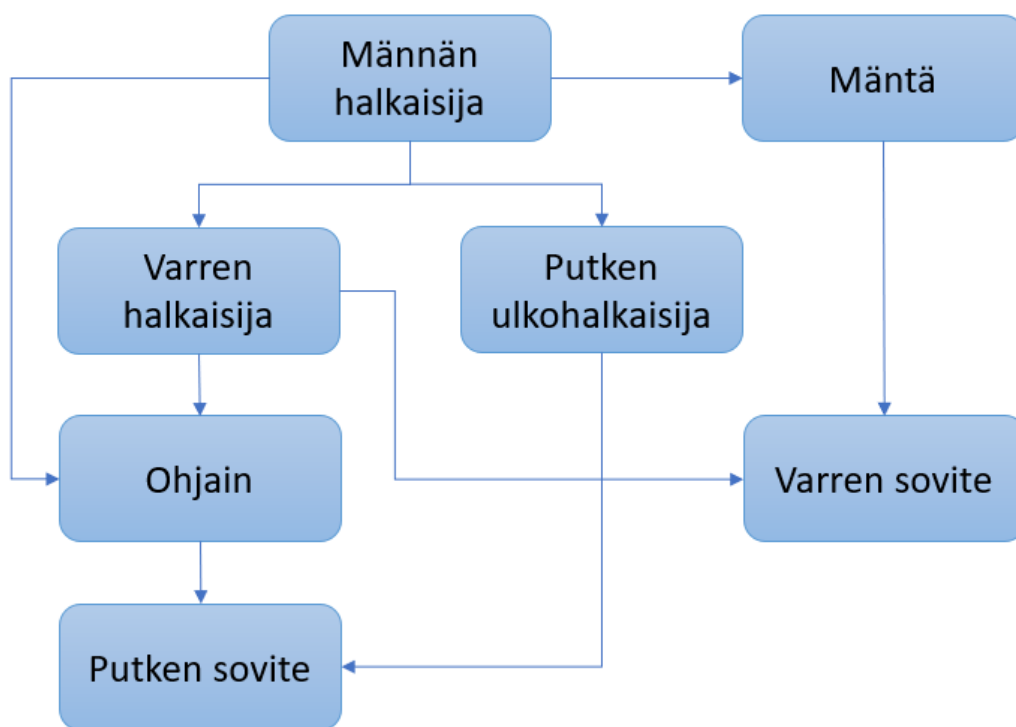 Männän
halkaisija
Mäntä
Varren
halkaisija
Putken
ulkohalkaisija
Ohjain
Varren sovite
Putken sovite